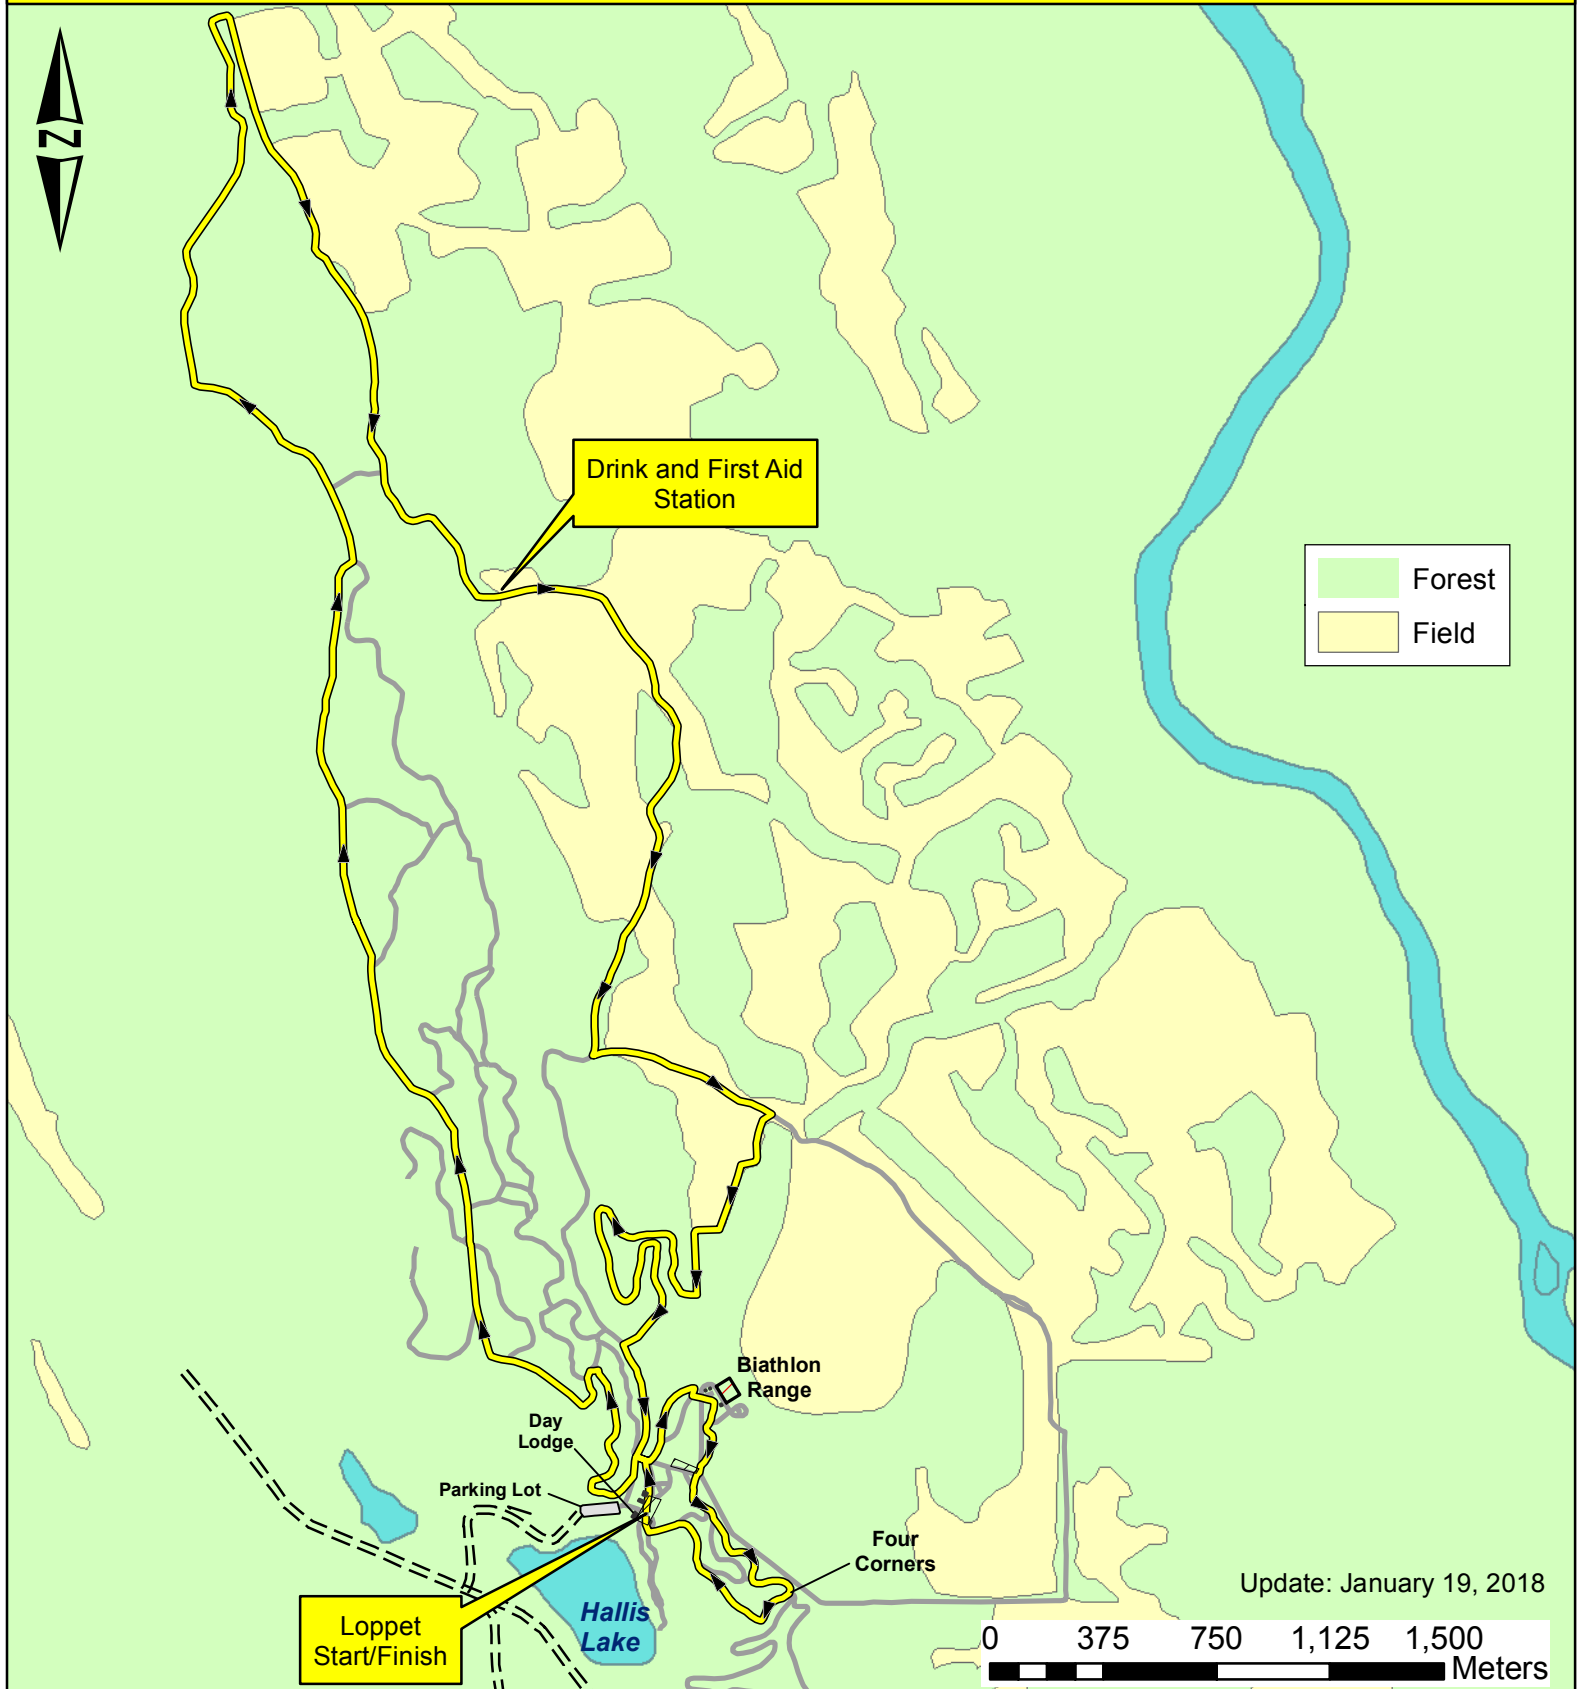 N
Drink and First Aid
Station
Forest
Field
Biathlon
Range
Day
Lodge
Parking Lot
Four
Corners
Loppet
Start/Finish
Hallis
Lake
Update: January 19, 2018
0 375 750 1,125 1,500
Meters